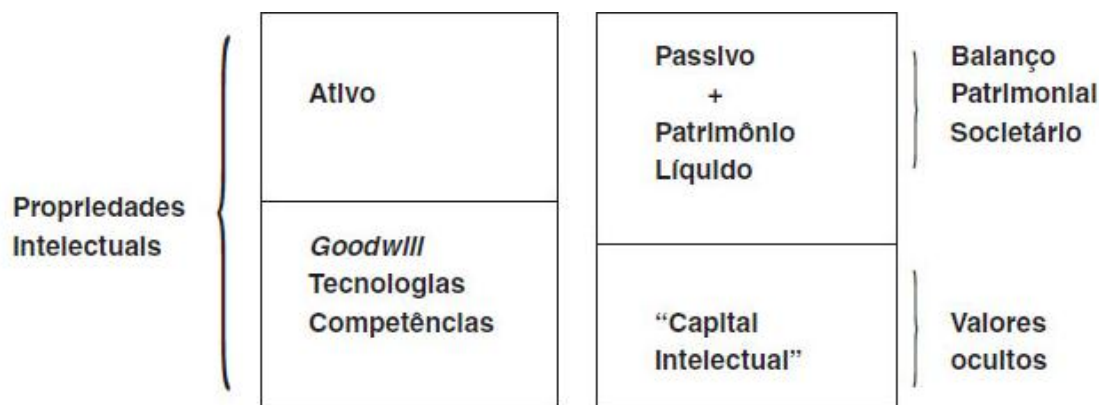 Propriedades
Intelectuais
Ativo
Goodwill
Tecnologias
Competências
Passivo
+
Patrimônio
Líquido
"Capital
Intelectual"
Balanço
Patrimonial
Societário
Valores
ocultos